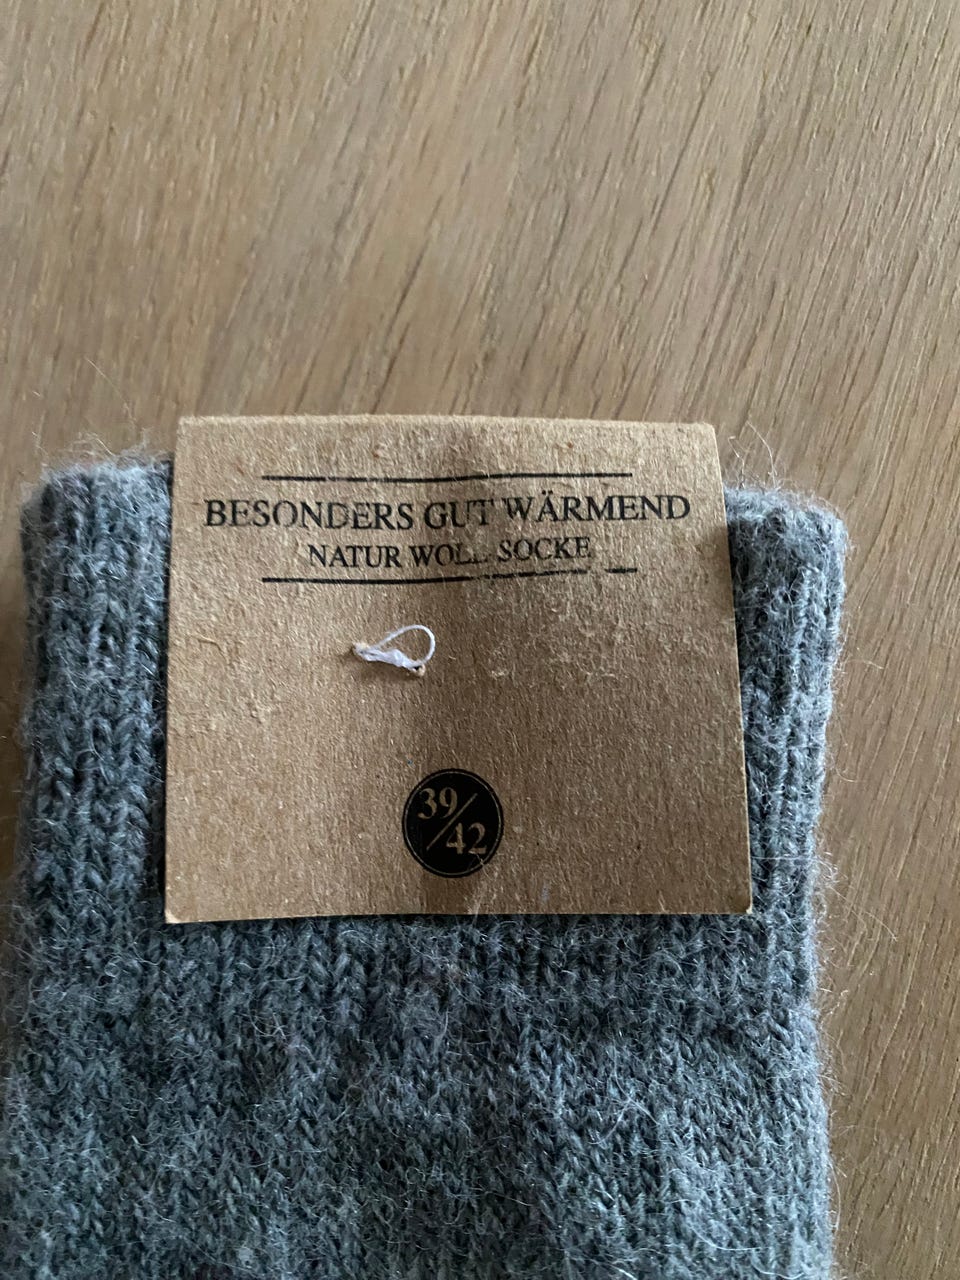 BESONDERS GUT WÄRMEND
NATUR WOLL SOCKE
39/42